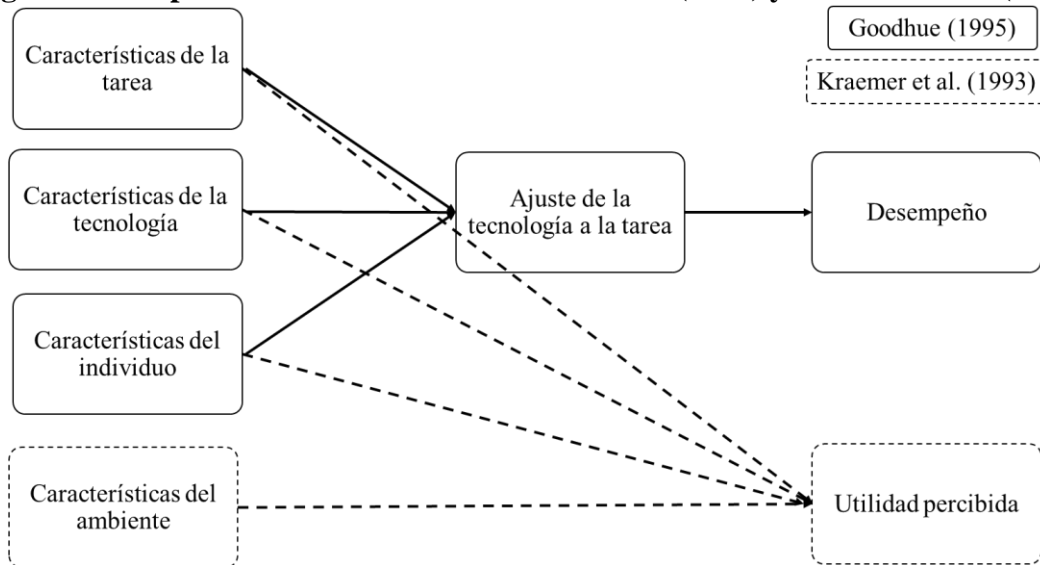 Goodhue (1995)
Kraemer et al. (1993)
Características de la
tarea
Características de la
tecnología
Ajuste de la
tecnología a la tarea
Desempeño
Características del
individuo
Características del
ambiente
Utilidad percibida